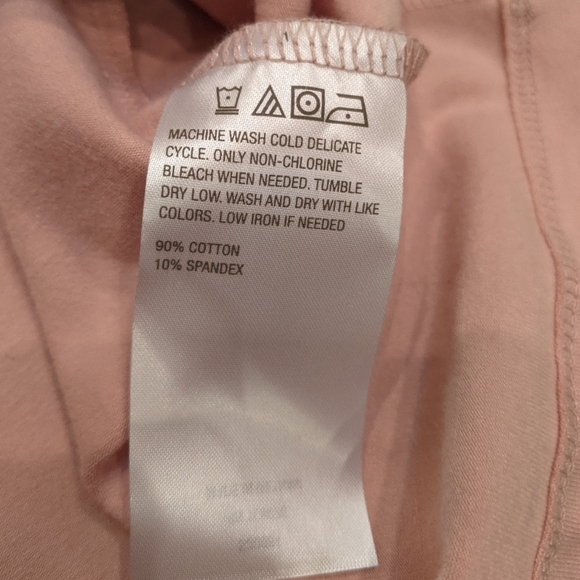 MACHINE WASH COLD DELICATE
CYCLE. ONLY NON-CHLORINE
BLEACH WHEN NEEDED. TUMBLE
DRY LOW. WASH AND DRY WITH LIKE
COLORS. LOW IRON IF NEEDED
90% COTTON
10% SPANDEX